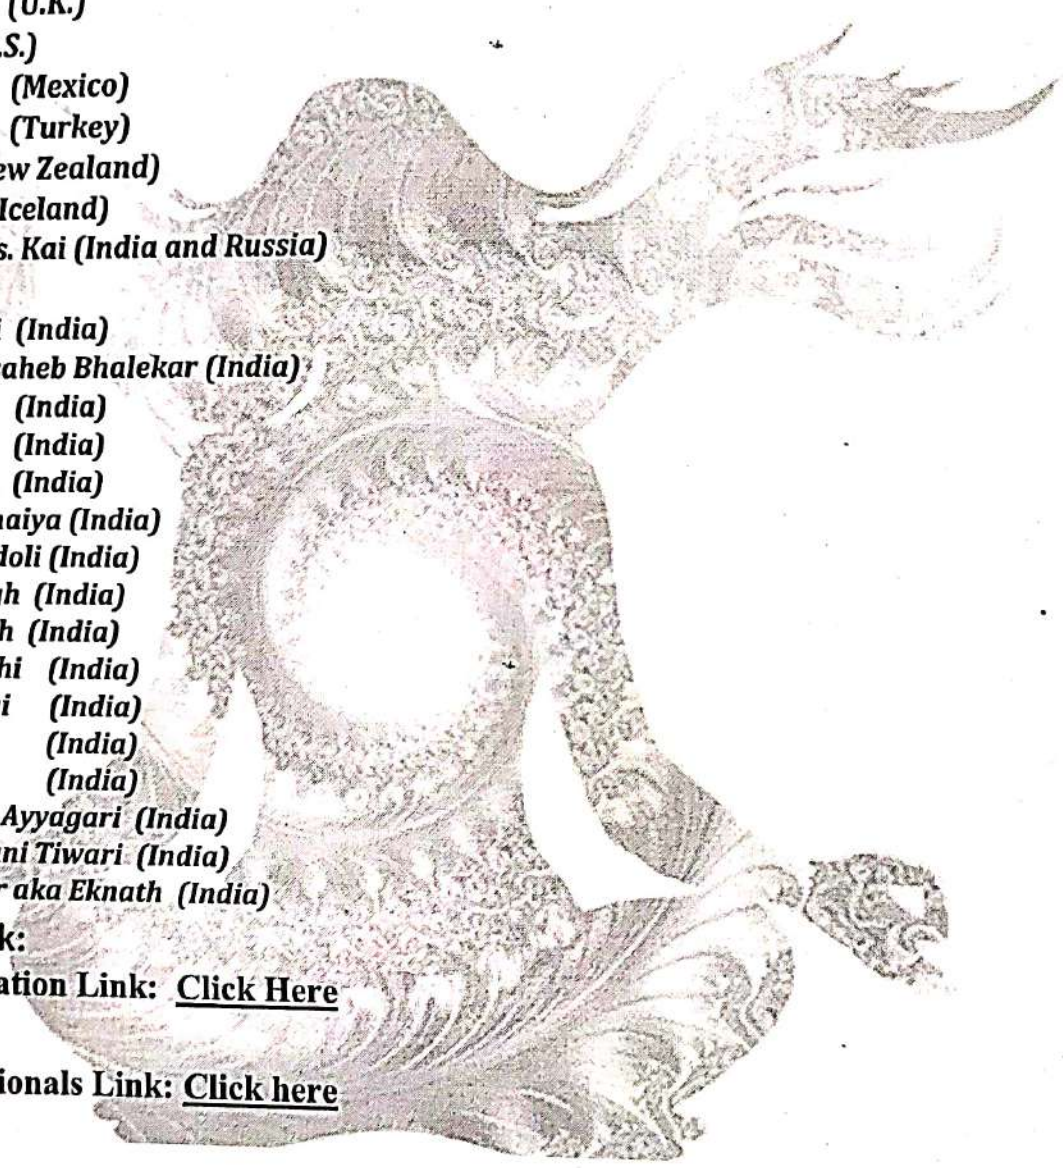 (U.K.)
.S.)
(Mexico)
(Turkey)
ew Zealand)
Iceland)
s. Kai (India and Russia)
i (India)
aheb Bhalekar (India)
(India)
(India)
(India)
naiya (India)
doli (India)
gh (India)
h (India)
hi (India)
i (India)
(India)
(India)
Ayyagari (India)
ni Tiwari (India)
r aka Eknath (India)
k:
ation Link: Click Here
ionals Link: Click here